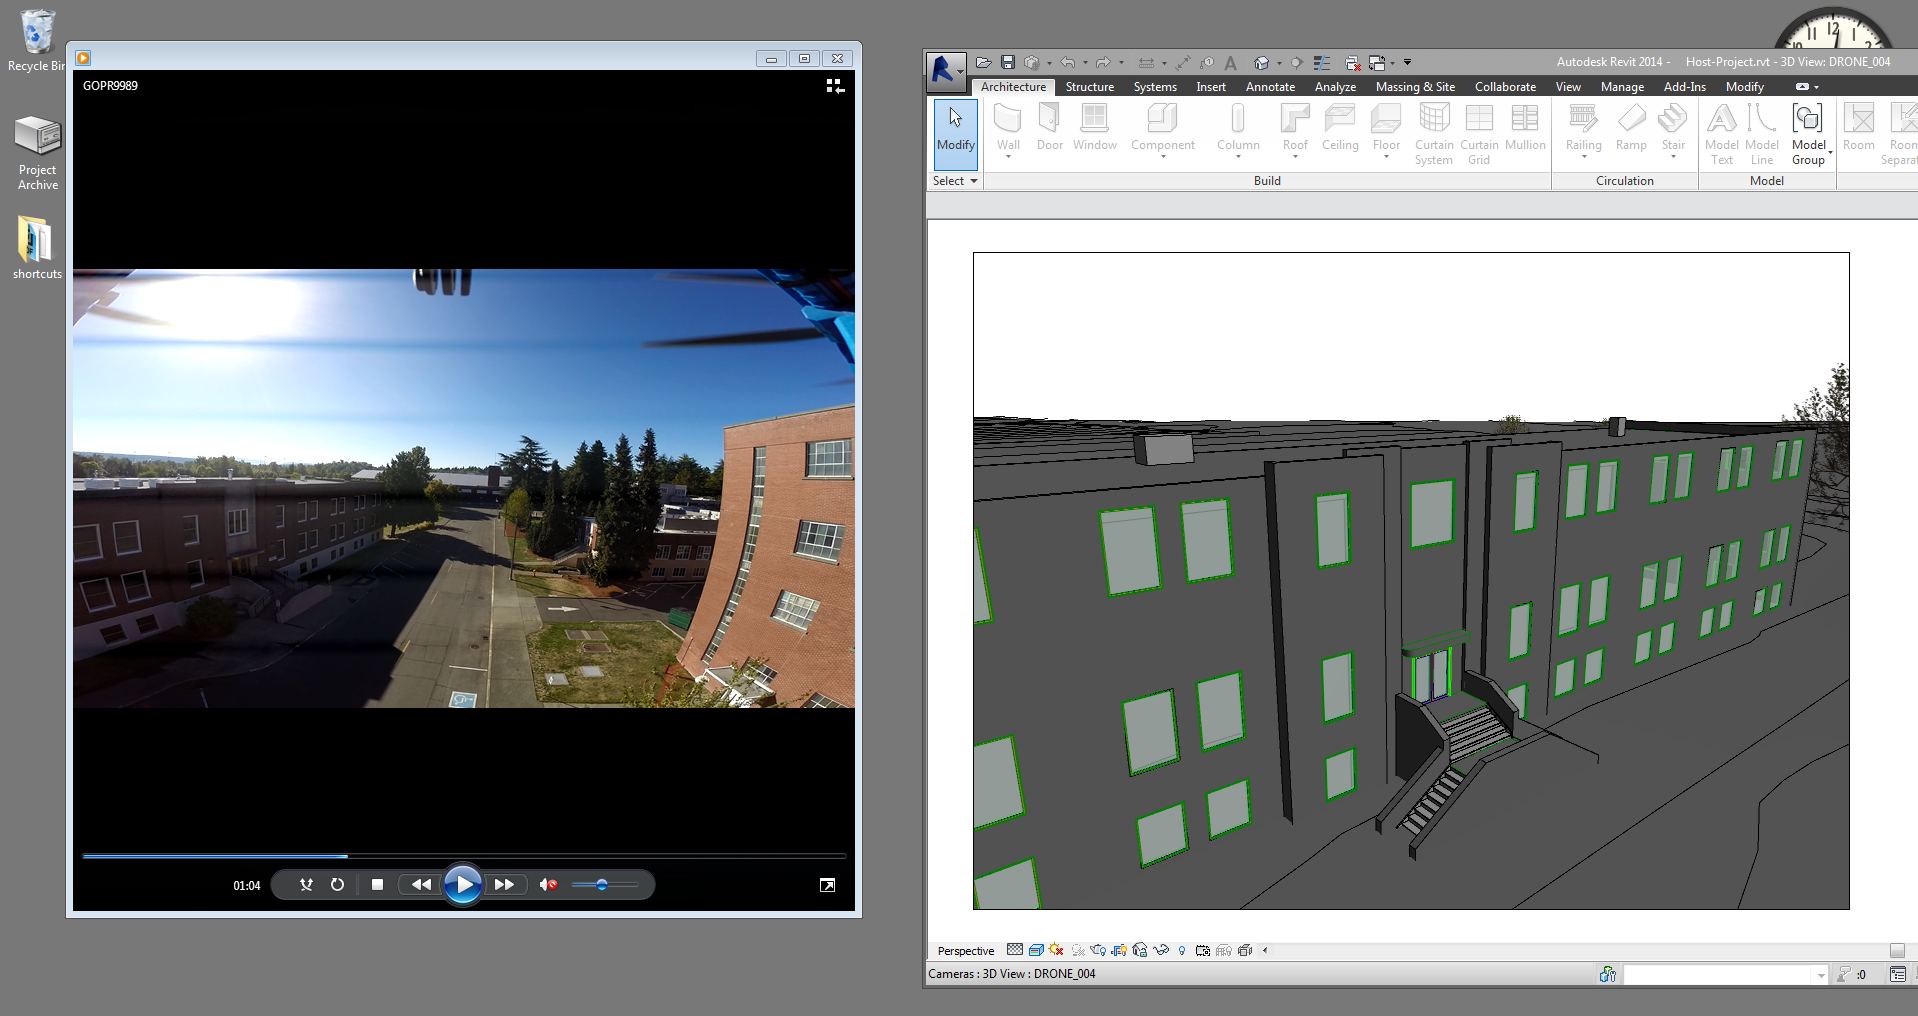 Recycle Bin
Project
Archive
shortcuts
GOPR9989
01:04
Autodesk Revit 2014 -    Host-Project.rvt - 3D View: DRONE_004
Architecture Structure Systems Insert Annotate Analyze Massing & Site Collaborate View Manage Add-Ins Modify
Modify Wall Door Window Component Column Roof Ceiling Floor Curtain System Curtain Grid Mullion Railing Ramp Stair Model Text Model Line Model Group Room Room
Select Build Circulation Model
12
Perspective
Cameras : 3D View : DRONE_004
:0